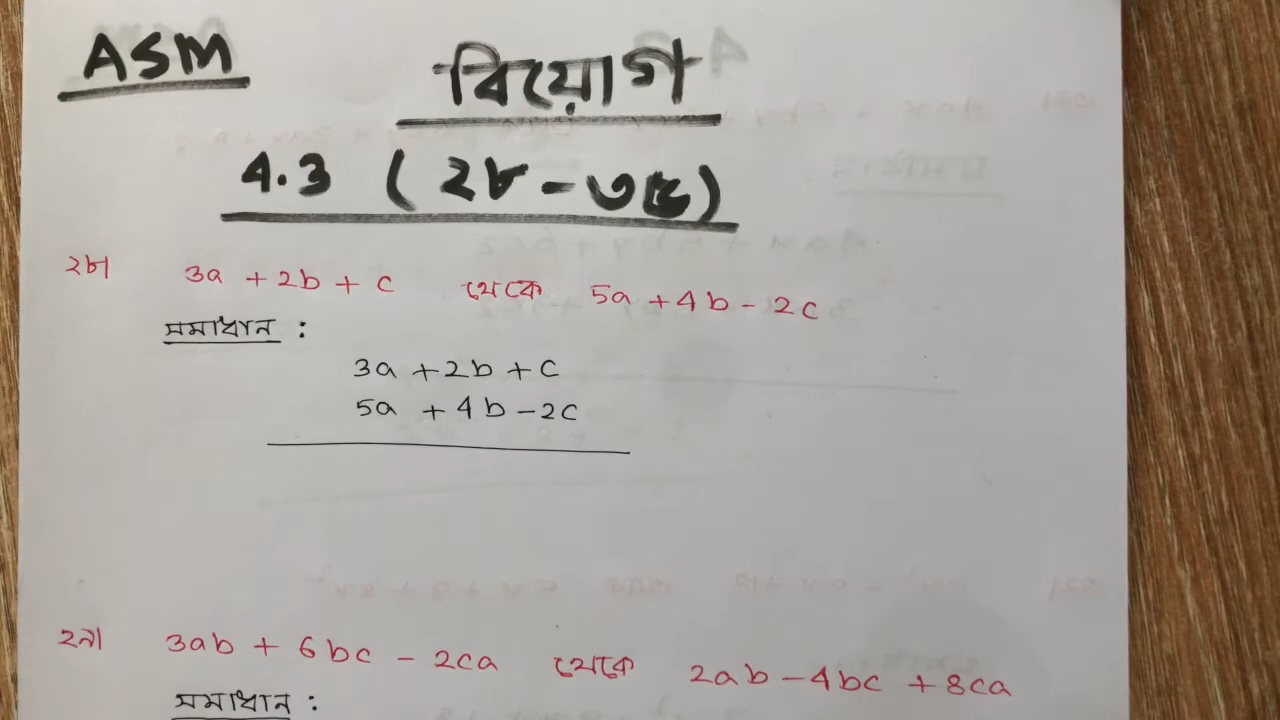 ASM
বিয়োগ
4.3 (২৮-৩৫)
২৮। 3a + 2b + c থেকে 5a + 4b - 2c
সমাধান :
3a + 2b + c
5a + 4b - 2c
২৯। 3ab + 6bc - 2ca থেকে 2ab - 4bc + 8ca
সমাধান :